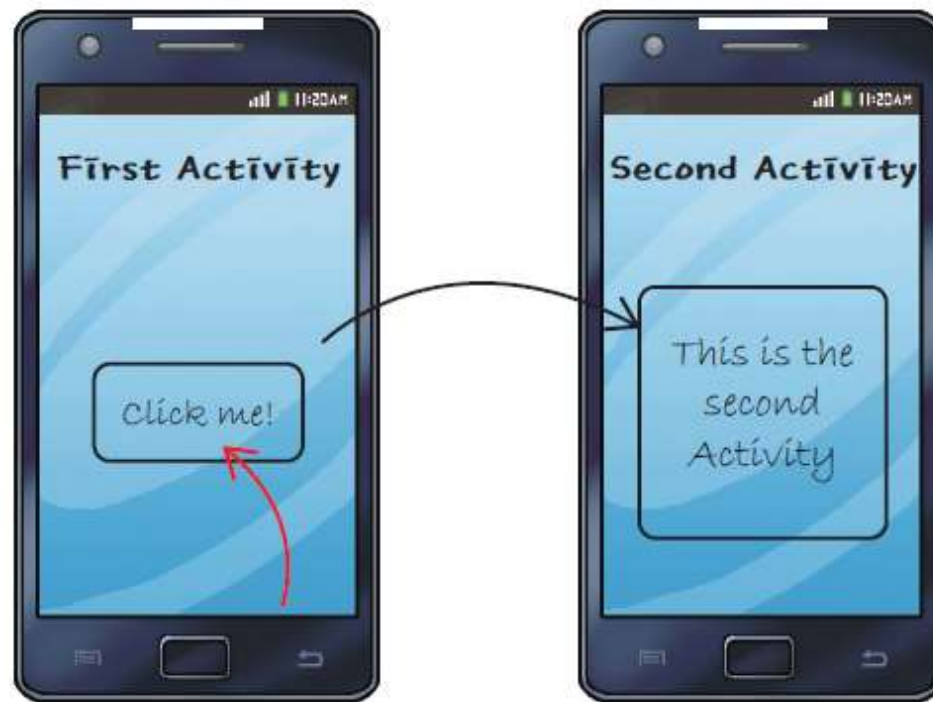 11:20AM
First Activity
Click me!
11:20AM
Second Activity
This is the
second
Activity